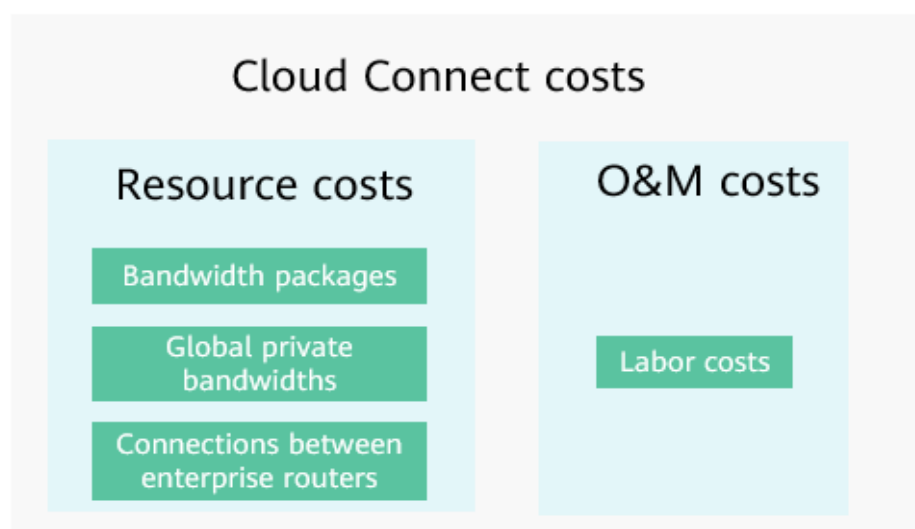 Cloud Connect costs
Resource costs
Bandwidth packages
Global private
bandwidths
Connections between
enterprise routers
O&M costs
Labor costs